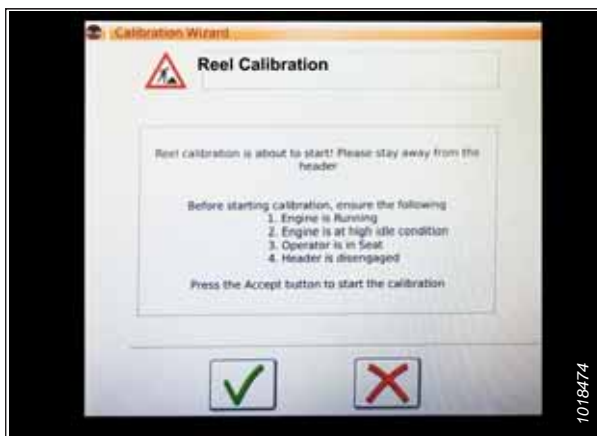 Calibration Wizard
Reel Calibration
Reel calibration is about to start! Please stay away from the
header
Before starting calibration, ensure the following
1. Engine is Running
2. Engine is at high idle condition
3. Operator is in Seat
4. Header is disengaged
Press the Accept button to start the calibration
1018474